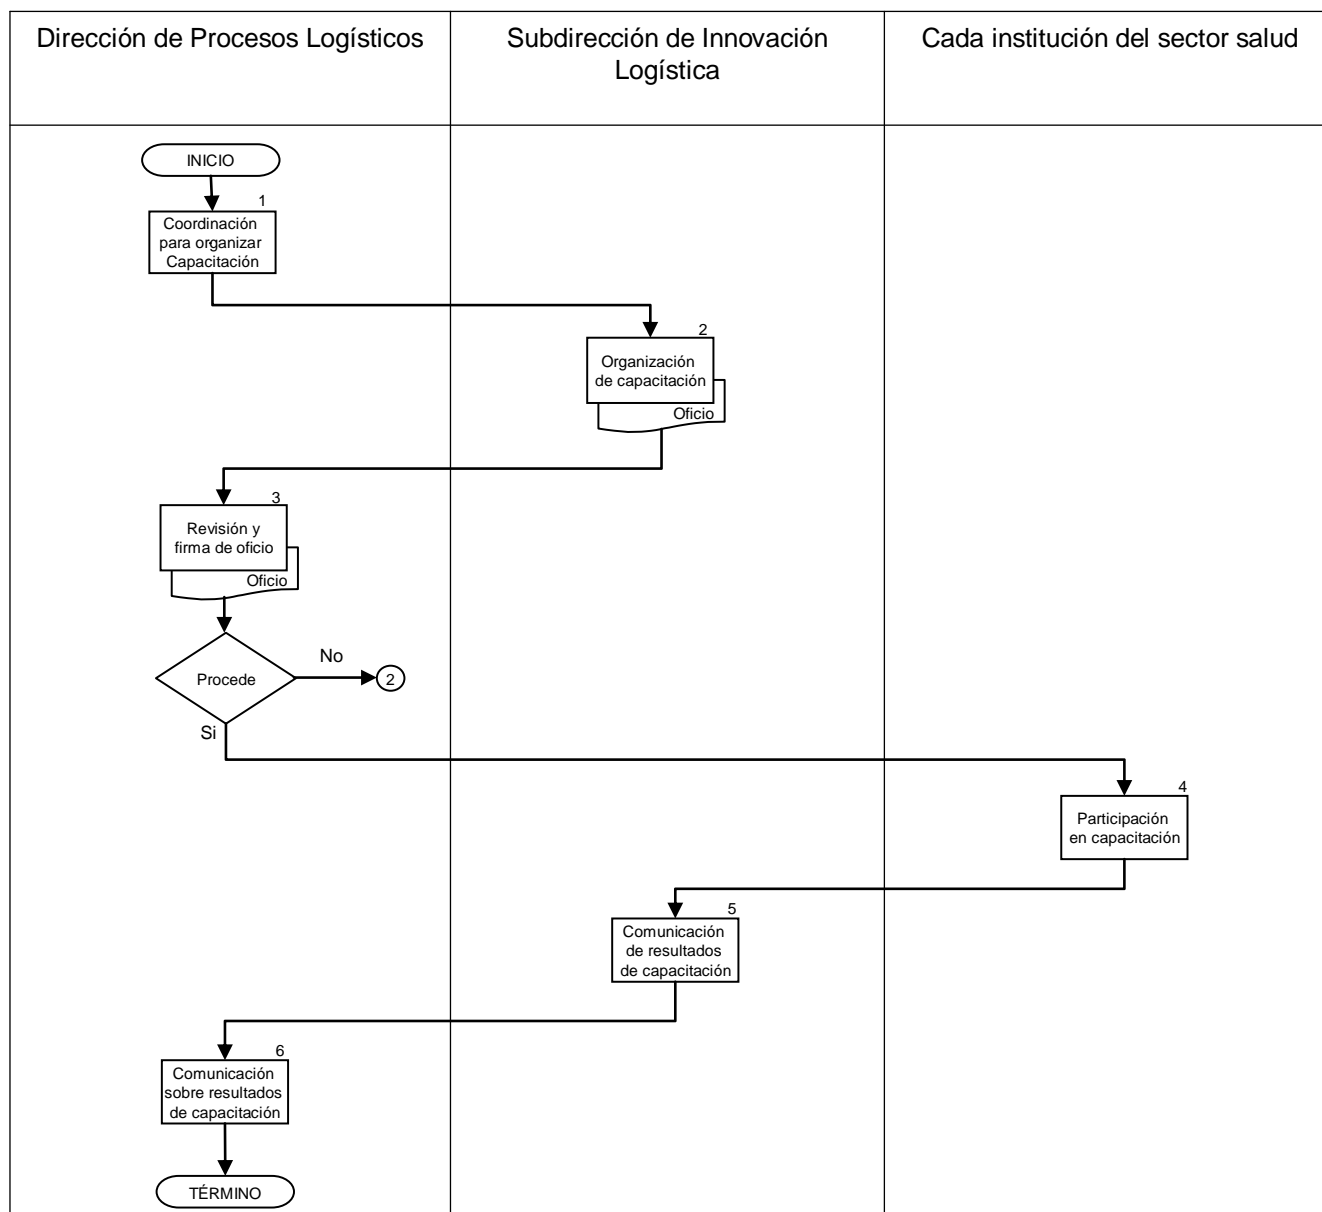 Dirección de Procesos Logísticos
Subdirección de Innovación
Logística
Cada institución del sector salud
INICIO
1
Coordinación
para organizar
Capacitación
2
Organización
de capacitación
Oficio
3
Revisión y
firma de oficio
Oficio
Procede
No
2
Si
4
Participación
en capacitación
5
Comunicación
de resultados
de capacitación
6
Comunicación
sobre resultados
de capacitación
TÉRMINO